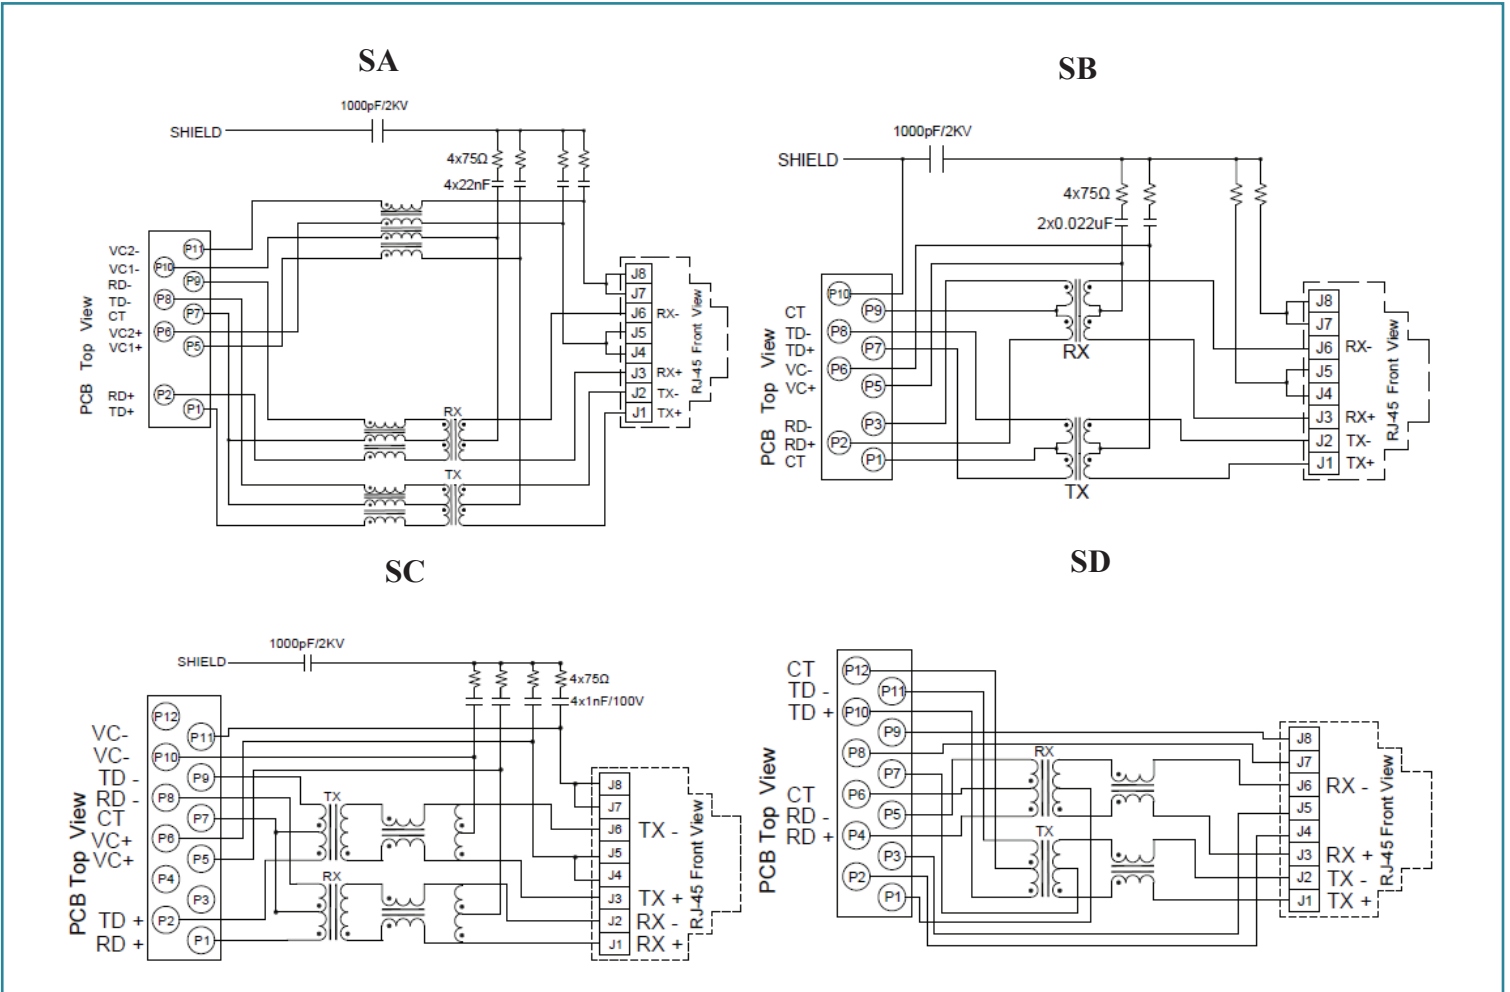 SA
1000pF/2KV
SHIELD
4x75Ω
4x22nF
PCB Top View
VC2-
VC1-
RD-
TD-
CT
VC2+
VC1+
RD+
TD+
P11
P10
P9
P8
P7
P6
P5
P2
P1
RX
TX
J8
J7
J6 RX-
J5
J4
J3 RX+
J2 TX-
J1 TX+
RJ-45 Front View
SB
1000pF/2KV
SHIELD
4x75Ω
2x0.022uF
PCB Top View
CT
TD-
TD+
VC-
VC+
RD-
RD+
CT
P10
P9
P8
P7
P6
P5
P3
P2
P1
RX
TX
J8
J7
J6 RX-
J5
J4
J3 RX+
J2 TX-
J1 TX+
RJ-45 Front View
SC
1000pF/2KV
SHIELD
4x75Ω
4x1nF/100V
PCB Top View
VC-
VC-
TD -
RD -
CT
VC+
VC+
TD +
RD +
P12
P11
P10
P9
P8
P7
P6
P5
P4
P3
P2
P1
TX
RX
J8
J7
J6 TX -
J5
J4
J3 TX +
J2 RX -
J1 RX +
RJ-45 Front View
SD
PCB Top View
CT
TD -
TD +
CT
RD -
RD +
P12
P11
P10
P9
P8
P7
P6
P5
P4
P3
P2
P1
RX
TX
J8
J7
J6 RX -
J5
J4
J3 RX +
J2 TX -
J1 TX +
RJ-45 Front View